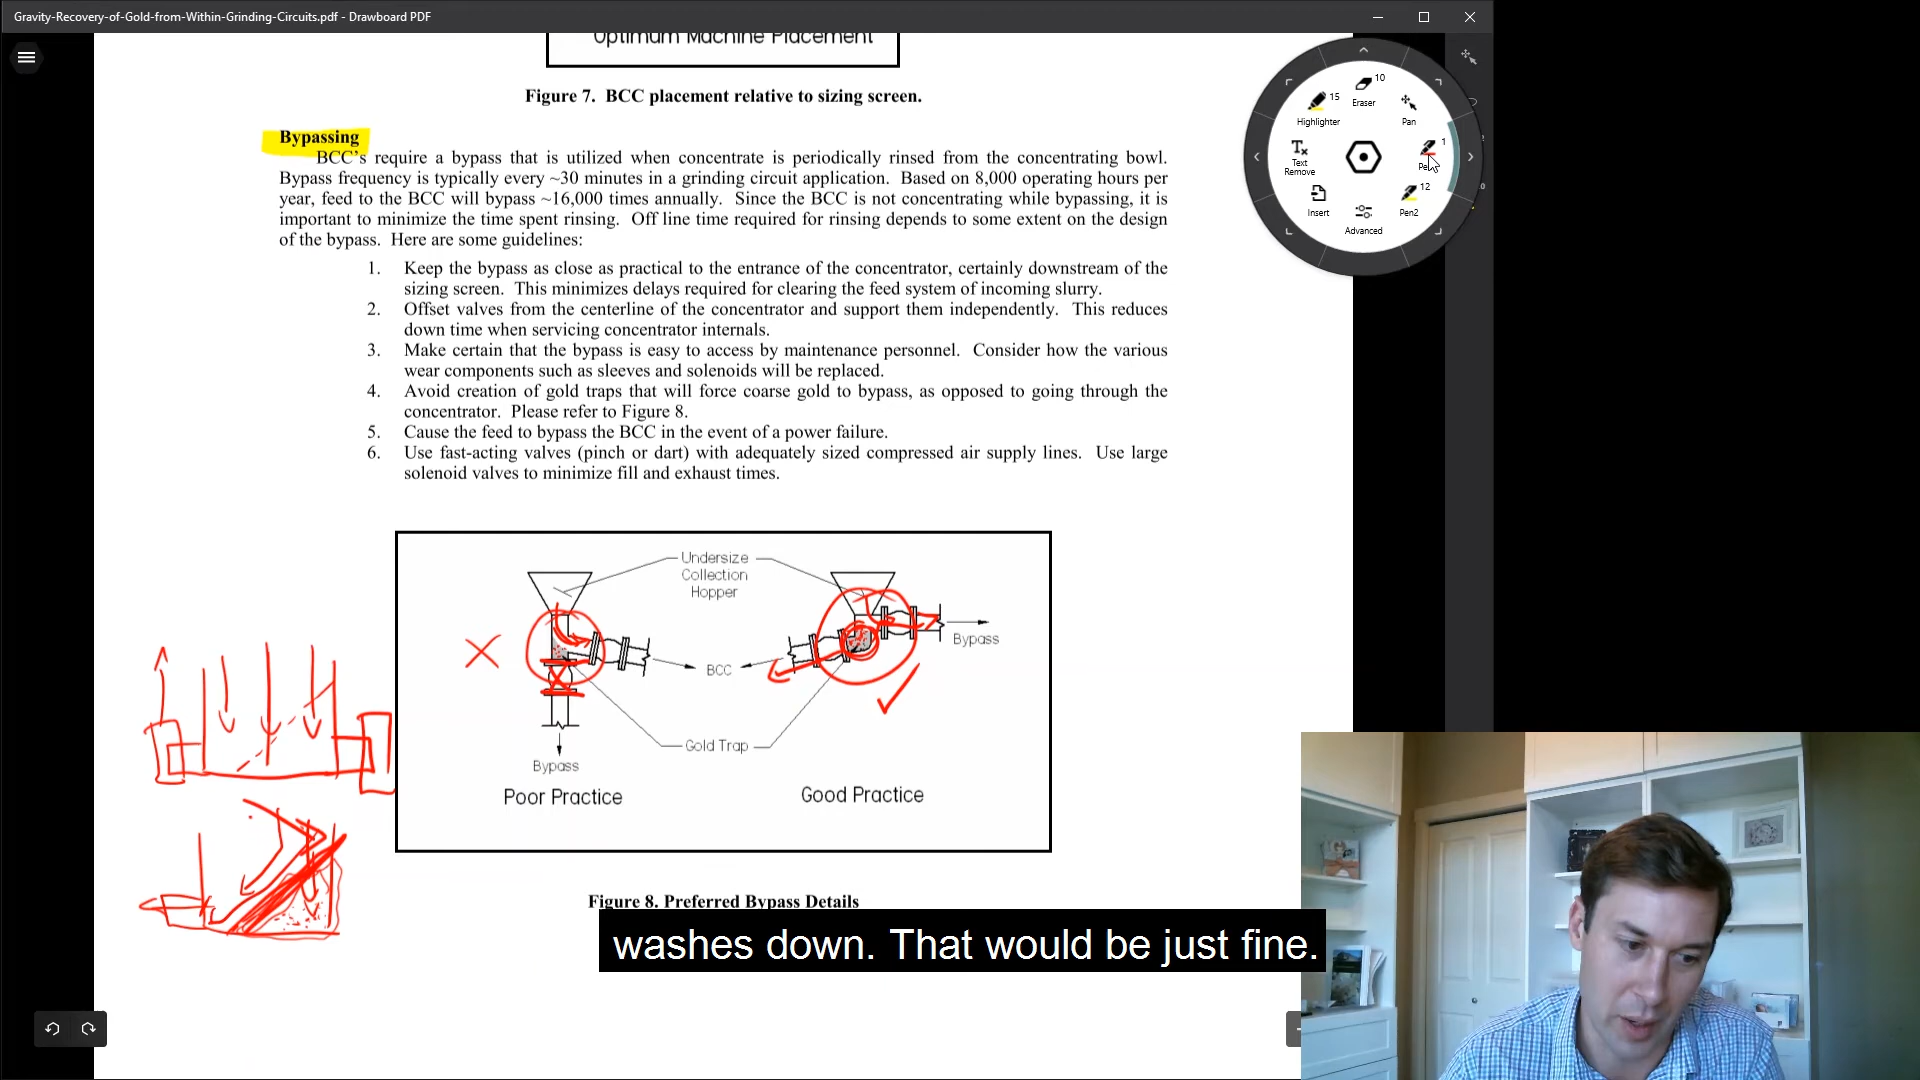 Gravity-Recovery-of-Gold-from-Within-Grinding-Circuits.pdf - Drawboard PDF
Optimum Machine Placement
Figure 7. BCC placement relative to sizing screen.
Bypassing
BCC's require a bypass that is utilized when concentrate is periodically rinsed from the concentrating bowl.
Bypass frequency is typically every ~30 minutes in a grinding circuit application. Based on 8,000 operating hours per
year, feed to the BCC will bypass ~16,000 times annually. Since the BCC is not concentrating while bypassing, it is
important to minimize the time spent rinsing. Off line time required for rinsing depends to some extent on the design
of the bypass. Here are some guidelines:
1. Keep the bypass as close as practical to the entrance of the concentrator, certainly downstream of the
sizing screen. This minimizes delays required for clearing the feed system of incoming slurry.
2. Offset valves from the centerline of the concentrator and support them independently. This reduces
down time when servicing concentrator internals.
3. Make certain that the bypass is easy to access by maintenance personnel. Consider how the various
wear components such as sleeves and solenoids will be replaced.
4. Avoid creation of gold traps that will force coarse gold to bypass, as opposed to going through the
concentrator. Please refer to Figure 8.
5. Cause the feed to bypass the BCC in the event of a power failure.
6. Use fast-acting valves (pinch or dart) with adequately sized compressed air supply lines. Use large
solenoid valves to minimize fill and exhaust times.
Undersize
Collection
Hopper
Bypass
BCC
Gold Trap
Bypass
Poor Practice
Good Practice
Figure 8. Preferred Bypass Details
washes down. That would be just fine.
10
Eraser
15
Highlighter
Pan
Text
Remove
1
12
Pen2
Insert
Advanced